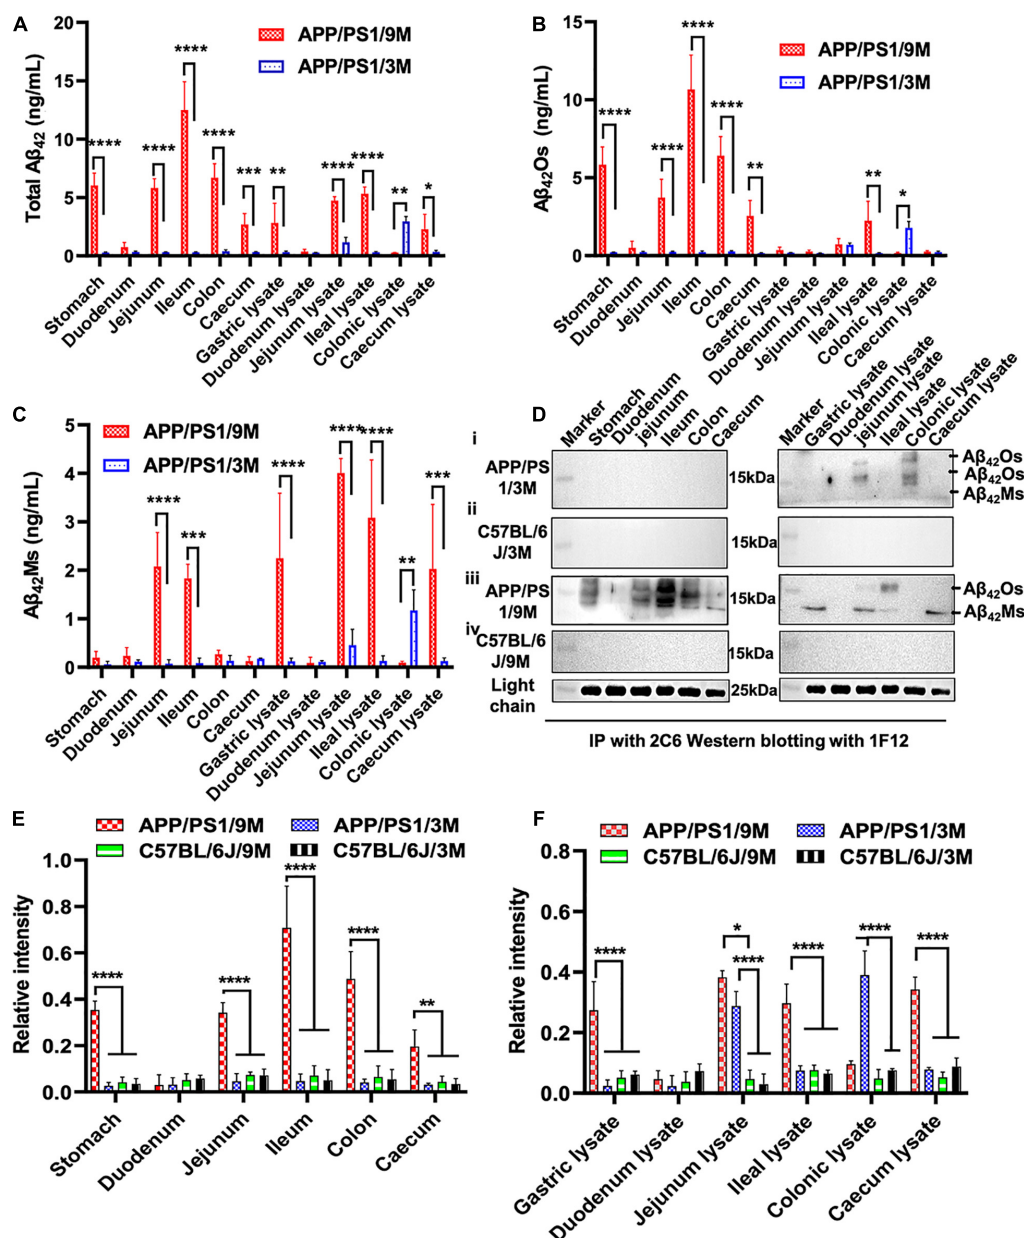 A
Total Aβ42 (ng/mL)
20
15
10
5
0
APP/PS1/9M
APP/PS1/3M
****
****
****
****
***
**
****
****
**
*
Stomach
Duodenum
Jejunum
Ileum
Colon
Caecum
Gastric lysate
Duodenum lysate
Jejunum lysate
Ileal lysate
Colonic lysate
Caecum lysate
B
Aβ42Os (ng/mL)
15
10
5
0
APP/PS1/9M
APP/PS1/3M
****
****
****
****
**
**
*
Stomach
Duodenum
Jejunum
Ileum
Colon
Caecum
Gastric lysate
Duodenum lysate
Jejunum lysate
Ileal lysate
Colonic lysate
Caecum lysate
C
Aβ42Ms (ng/mL)
5
4
3
2
1
0
APP/PS1/9M
APP/PS1/3M
****
***
****
****
****
**
***
Stomach
Duodenum
Jejunum
Ileum
Colon
Caecum
Gastric lysate
Duodenum lysate
Jejunum lysate
Ileal lysate
Colonic lysate
Caecum lysate
D
Marker
Stomach
Duodenum
jejunum
Ileum
Colon
Caecum
Marker
Gastric lysate
Duodenum lysate
jejunum lysate
Ileal lysate
Colonic lysate
Caecum lysate
i
APP/PS
1/3M
15kDa
Aβ42Os
Aβ42Os
Aβ42Ms
ii
C57BL/6
J/3M
15kDa
iii
APP/PS
1/9M
15kDa
Aβ42Os
Aβ42Ms
iv
C57BL/6
J/9M
15kDa
Light
chain
25kDa
IP with 2C6 Western blotting with 1F12
E
APP/PS1/9M
APP/PS1/3M
C57BL/6J/9M
C57BL/6J/3M
Relative intensity
1.0
0.8
0.6
0.4
0.2
0.0
****
****
****
****
**
Stomach
Duodenum
Jejunum
Ileum
Colon
Caecum
F
APP/PS1/9M
APP/PS1/3M
C57BL/6J/9M
C57BL/6J/3M
Relative intensity
0.8
0.6
0.4
0.2
0.0
****
*
****
****
****
****
Gastric lysate
Duodenum lysate
Jejunum lysate
Ileal lysate
Colonic lysate
Caecum lysate